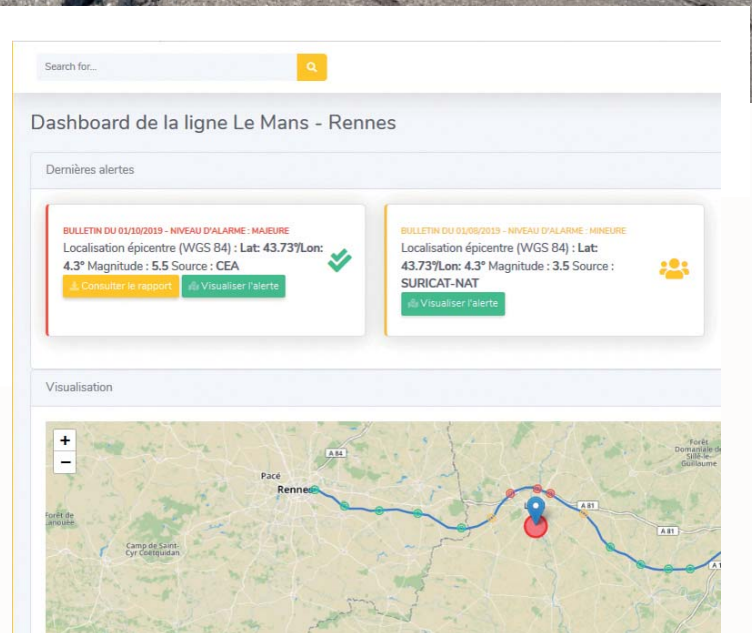 Search for...
Dashboard de la ligne Le Mans - Rennes
Dernières alertes
BULLETIN DU 01/10/2019 - NIVEAU D'ALARME : MAJEURE
Localisation épicentre (WGS 84) : Lat: 43.73°/Lon:
4.3° Magnitude : 5.5 Source : CEA
Consulter le rapport
Visualiser l'alerte
BULLETIN DU 01/08/2019 - NIVEAU D'ALARME : MINEURE
Localisation épicentre (WGS 84) : Lat:
43.73°/Lon: 4.3° Magnitude : 3.5 Source :
SURICAT-NAT
Visualiser l'alerte
Visualisation
+
−
A 84
Pacé
Rennes
Forêt
Domaniale de
Sillé-le-
Guillaume
A 81
A 81
Forêt de
Lanouée
Camp de Saint-
Cyr Coëtquidan